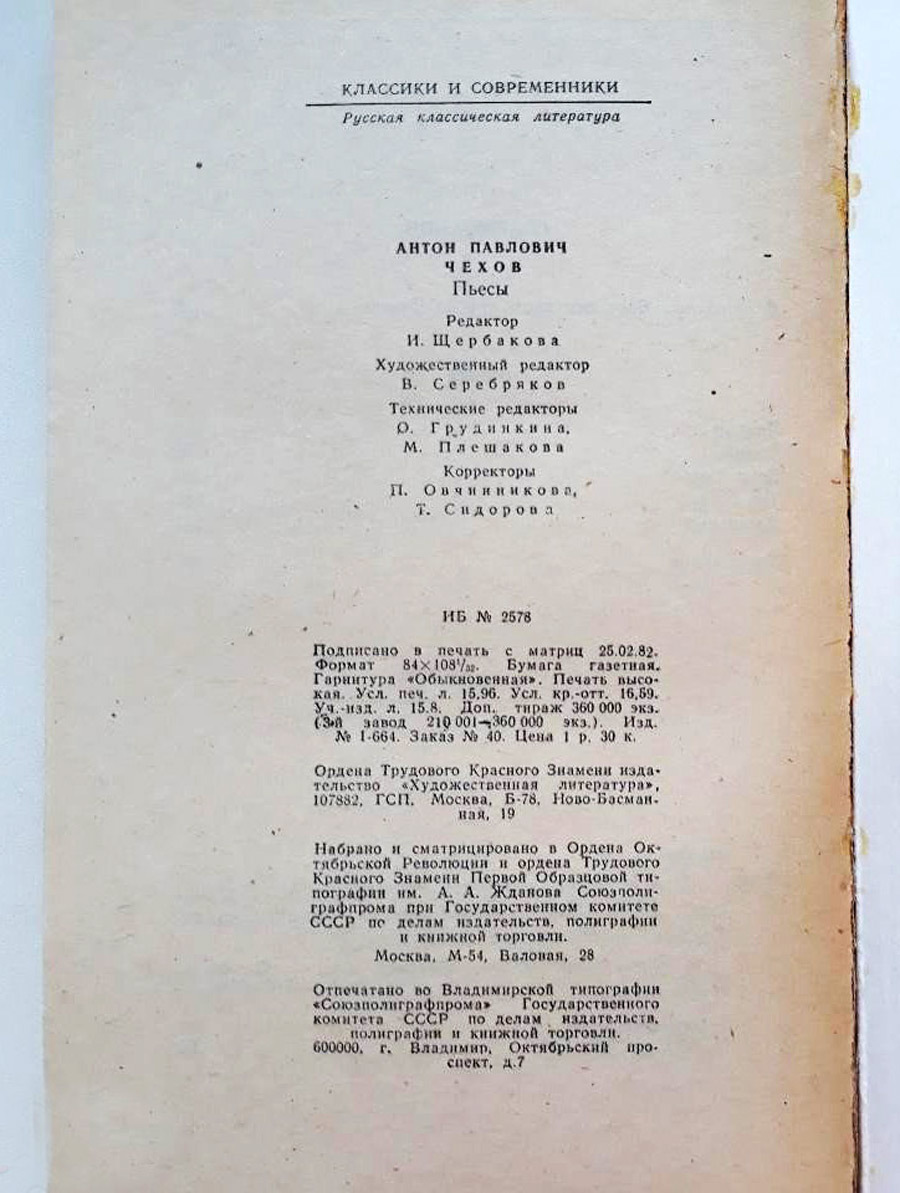 КЛАССИКИ И СОВРЕМЕННИКИ
Русская классическая литература
АНТОН ПАВЛОВИЧ
ЧЕХОВ
Пьесы
Редактор
И. Щербакова
Художественный редактор
В. Серебряков
Технические редакторы
О. Грудинкина,
М. Плешакова
Корректоры
П. Овчинникова,
Т. Сидорова
ИБ № 2578
Подписано в печать с матриц 25.02.82.
Формат 84×108¹/₃₂. Бумага газетная.
Гарнитура «Обыкновенная». Печать высо-
кая. Усл. печ. л. 15,96. Усл. кр.-отт. 16,59.
Уч.-изд. л. 15,8. Доп. тираж 360 000 экз.
(3-й завод 210 001—360 000 экз.). Изд.
№ 1-664. Заказ № 40. Цена 1 р. 30 к.
Ордена Трудового Красного Знамени изда-
тельство «Художественная литература»,
107882, ГСП, Москва, Б-78, Ново-Басман-
ная, 19
Набрано и сматрицировано в Ордена Ок-
тябрьской Революции и ордена Трудового
Красного Знамени Первой Образцовой ти-
пографии им. А. А. Жданова Союзполи-
графпрома при Государственном комитете
СССР по делам издательств, полиграфии
и книжной торговли.
Москва, М-54, Валовая, 28
Отпечатано во Владимирской типографии
«Союзполиграфпрома» Государственного
комитета СССР по делам издательств,
полиграфии и книжной торговли.
600000, г. Владимир, Октябрьский про-
спект, д.7